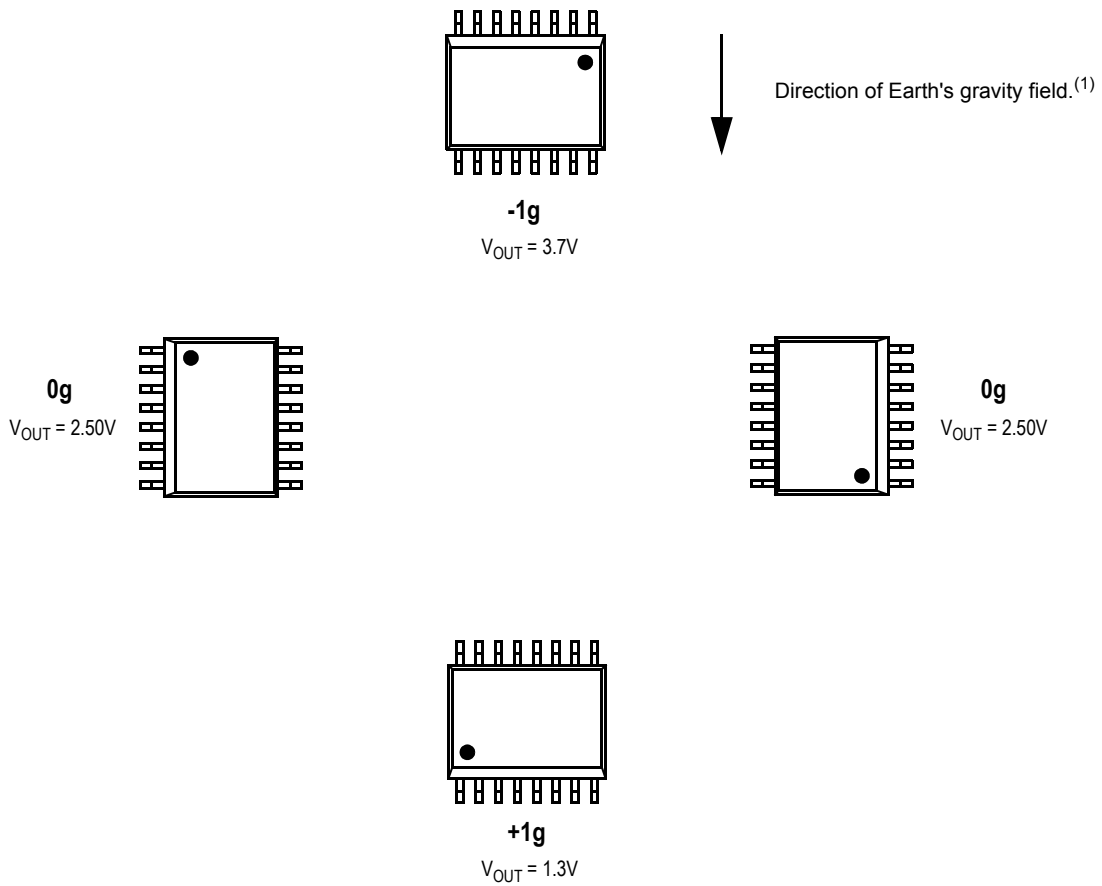 Direction of Earth's gravity field.(1)
-1g
VOUT = 3.7V
0g
VOUT = 2.50V
0g
VOUT = 2.50V
+1g
VOUT = 1.3V